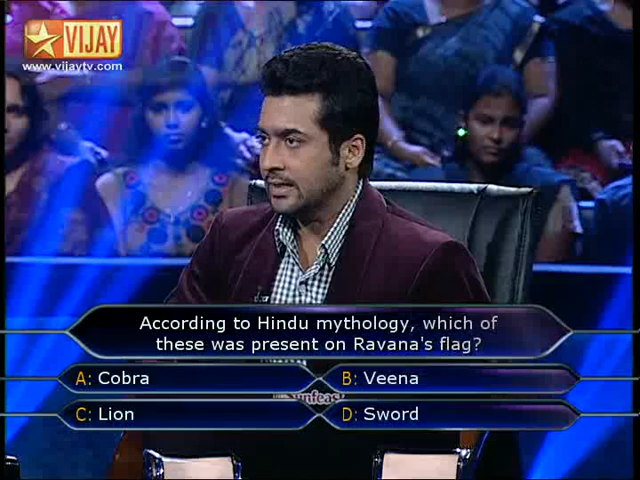 VIJAY
www.vijaytv.com
According to Hindu mythology, which of
these was present on Ravana's flag?
A: Cobra
B: Veena
Sunfeast
C: Lion
D: Sword